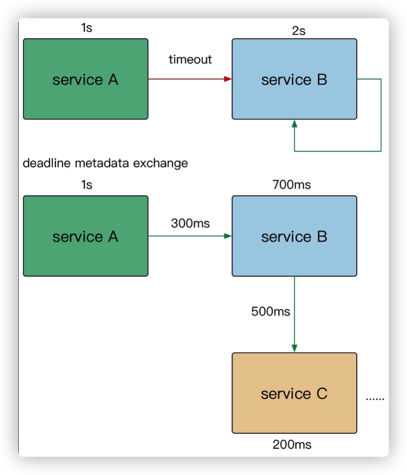 1s
2s
service A
timeout
service B
deadline metadata exchange
1s
700ms
service A
300ms
service B
500ms
service C
......
200ms